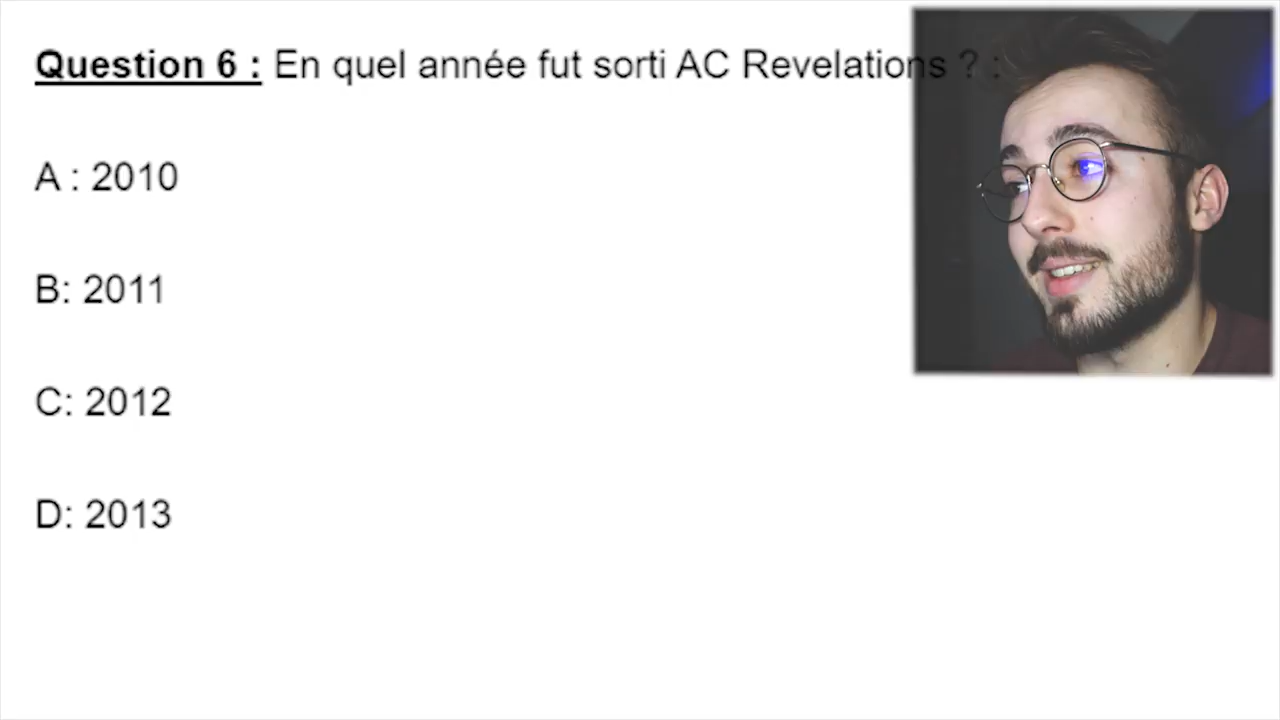 Question 6 : En quel année fut sorti AC Revelations ? :
A : 2010
B: 2011
C: 2012
D: 2013